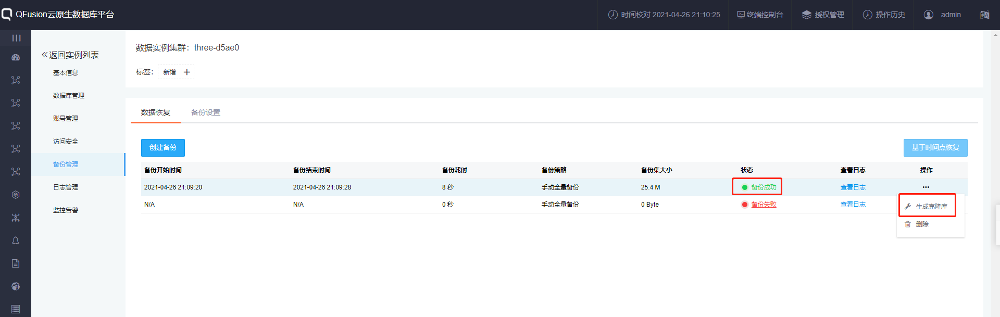 QFusion云原生数据库平台
时间校对 2021-04-26 21:10:25
终端控制台
授权管理
操作历史
admin
返回实例列表
基本信息
数据库管理
账号管理
访问安全
备份管理
日志管理
监控告警
数据实例集群：three-d5ae0
标签：
新增
数据恢复
备份设置
创建备份
基于时间点恢复
备份开始时间 备份结束时间 备份耗时 备份策略 备份集大小 状态 查看日志 操作
2021-04-26 21:09:20 2021-04-26 21:09:28 8 秒 手动全量备份 25.4 M 备份成功 查看日志 •••
N/A N/A 0 秒 手动全量备份 0 Byte 备份失败 查看日志
生成克隆库
删除